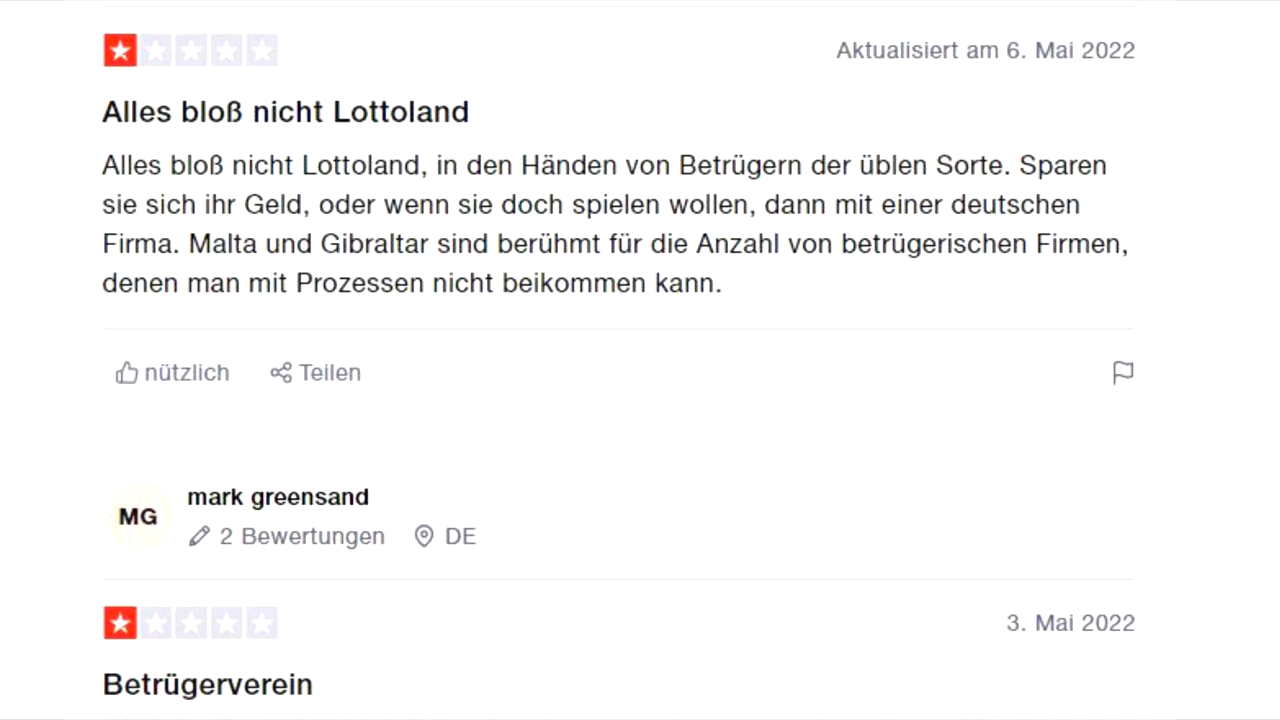 Aktualisiert am 6. Mai 2022
Alles bloß nicht Lottoland
Alles bloß nicht Lottoland, in den Händen von Betrügern der üblen Sorte. Sparen
sie sich ihr Geld, oder wenn sie doch spielen wollen, dann mit einer deutschen
Firma. Malta und Gibraltar sind berühmt für die Anzahl von betrügerischen Firmen,
denen man mit Prozessen nicht beikommen kann.
nützlich Teilen
MG
mark greensand
2 Bewertungen DE
3. Mai 2022
Betrügerverein